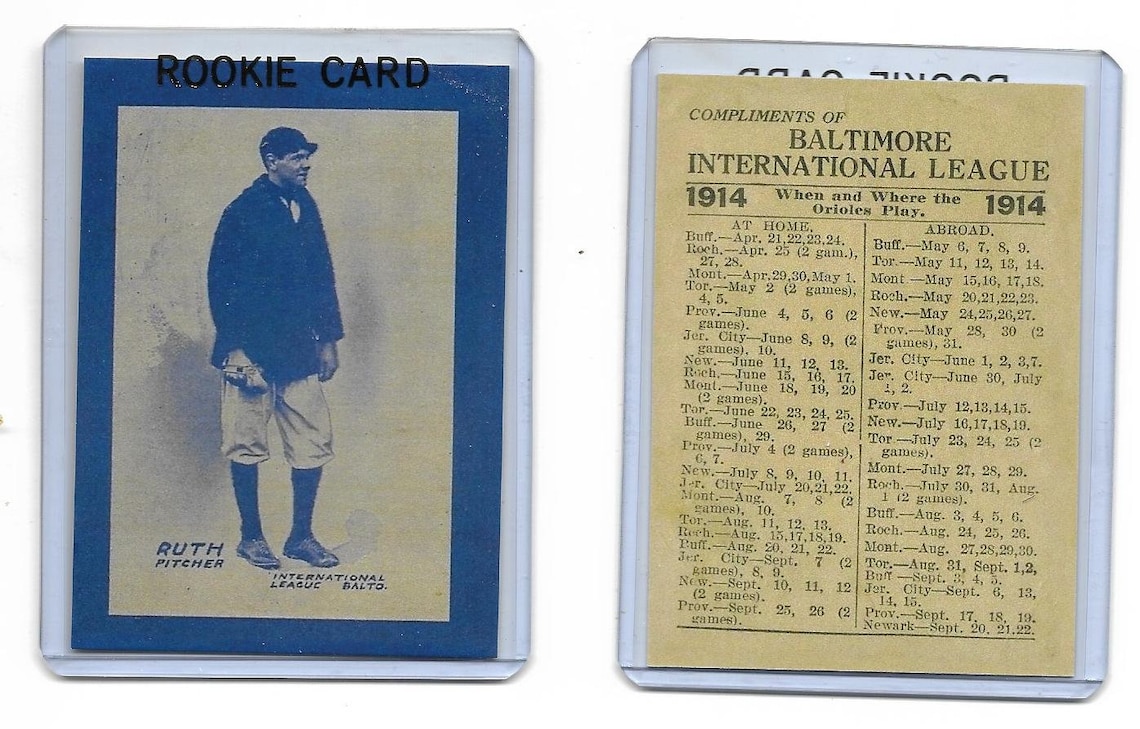 ROOKIE CARD
RUTH
PITCHER
INTERNATIONAL
LEAGUE BALTO.
ROOKIE CARD
COMPLIMENTS OF
BALTIMORE
INTERNATIONAL LEAGUE
1914 When and Where the Orioles Play. 1914
AT HOME.
Buff.—Apr. 21,22,23,24.
Roch.—Apr. 25 (2 gam.),
27, 28.
Mont.—Apr.29,30,May 1.
Tor.—May 2 (2 games),
4, 5.
Prov.—June 4, 5, 6 (2
games).
Jer. City—June 8, 9, (2
games), 10.
New.—June 11, 12, 13.
Roch.—June 15, 16, 17.
Mont.—June 18, 19, 20
(2 games).
Tor.—June 22, 23, 24, 25.
Buff.—June 26, 27 (2
games), 29.
Prov.—July 4 (2 games),
6, 7.
New.—July 8, 9, 10, 11.
Jer. City—July 20,21,22.
Mont.—Aug. 7, 8 (2
games), 10.
Tor.—Aug. 11, 12, 13.
Roch.—Aug. 15,17,18,19.
Buff.—Aug. 20, 21, 22.
Jer. City—Sept. 7 (2
games), 8, 9.
New.—Sept. 10, 11, 12
(2 games).
Prov.—Sept. 25, 26 (2
games).
ABROAD.
Buff.—May 6, 7, 8, 9.
Tor.—May 11, 12, 13, 14.
Mont.—May 15,16,17,18.
Roch.—May 20,21,22,23.
New.—May 24,25,26,27.
Prov.—May 28, 30 (2
games), 31.
Jer. City—June 1, 2, 3,7.
Jer. City—June 30, July
1, 2.
Prov.—July 12,13,14,15.
New.—July 16,17,18,19.
Tor.—July 23, 24, 25 (2
games).
Mont.—July 27, 28, 29.
Roch.—July 30, 31, Aug.
1 (2 games).
Buff.—Aug. 3, 4, 5, 6.
Roch.—Aug. 24, 25, 26.
Mont.—Aug. 27,28,29,30.
Tor.—Aug. 31, Sept. 1,2,
Buff.—Sept. 3, 4, 5.
Jer. City—Sept. 6, 13,
14, 15.
Prov.—Sept. 17, 18, 19.
Newark—Sept. 20, 21,22.